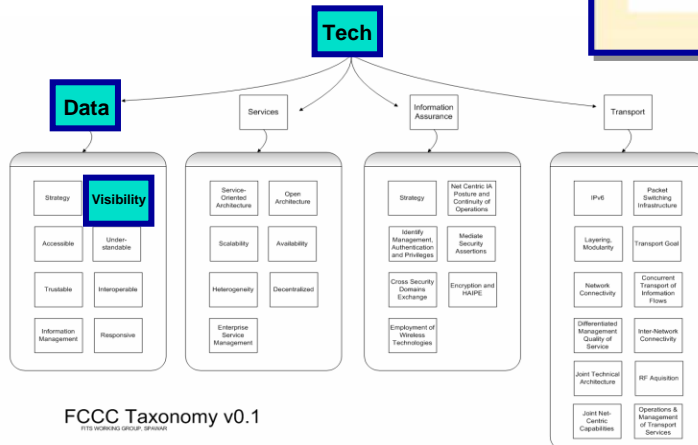 Tech
Data
Services
Information
Assurance
Transport
Strategy
Visibility
Accessible
Under-
standable
Trustable
Interoperable
Information
Management
Responsive
Service-
Oriented
Architecture
Open
Architecture
Scalability
Availability
Heterogeneity
Decentralized
Enterprise
Service
Management
Strategy
Net Centric IA
Posture and
Continuity of
Operations
Identify
Management,
Authentication
and Privileges
Mediate
Security
Assertions
Cross Security
Domains
Exchange
Encryption and
HAIPE
Employment of
Wireless
Technologies
IPv6
Packet
Switching
Infrastructure
Layering,
Modularity
Transport Goal
Network
Connectivity
Concurrent
Transport of
Information
Flows
Differentiated
Management
Quality of
Service
Inter-Network
Connectivity
Joint Technical
Architecture
RF Aquisition
Joint Net-
Centric
Capabilities
Operations &
Management
of Transport
Services
FCCC Taxonomy v0.1
FITS WORKING GROUP, SPAWAR